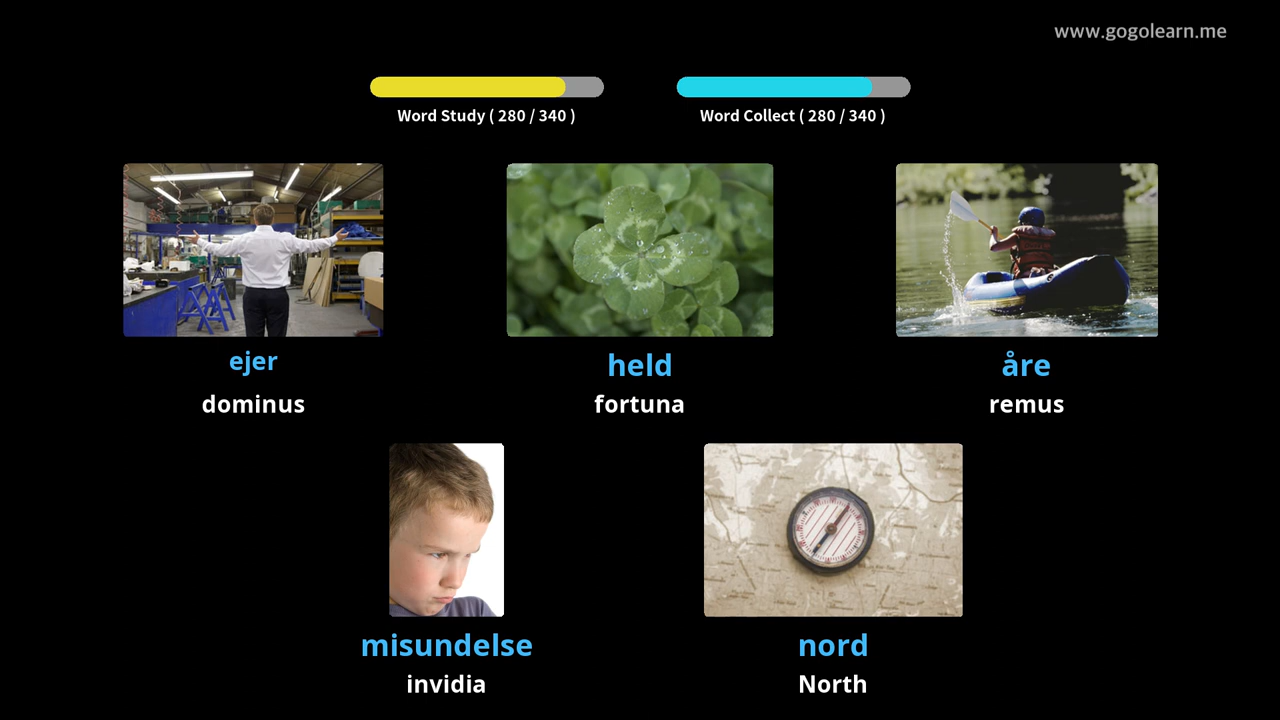 www.gogolearn.me
Word Study ( 280 / 340 )
Word Collect ( 280 / 340 )
ejer
held
åre
dominus
fortuna
remus
misundelse
nord
invidia
North